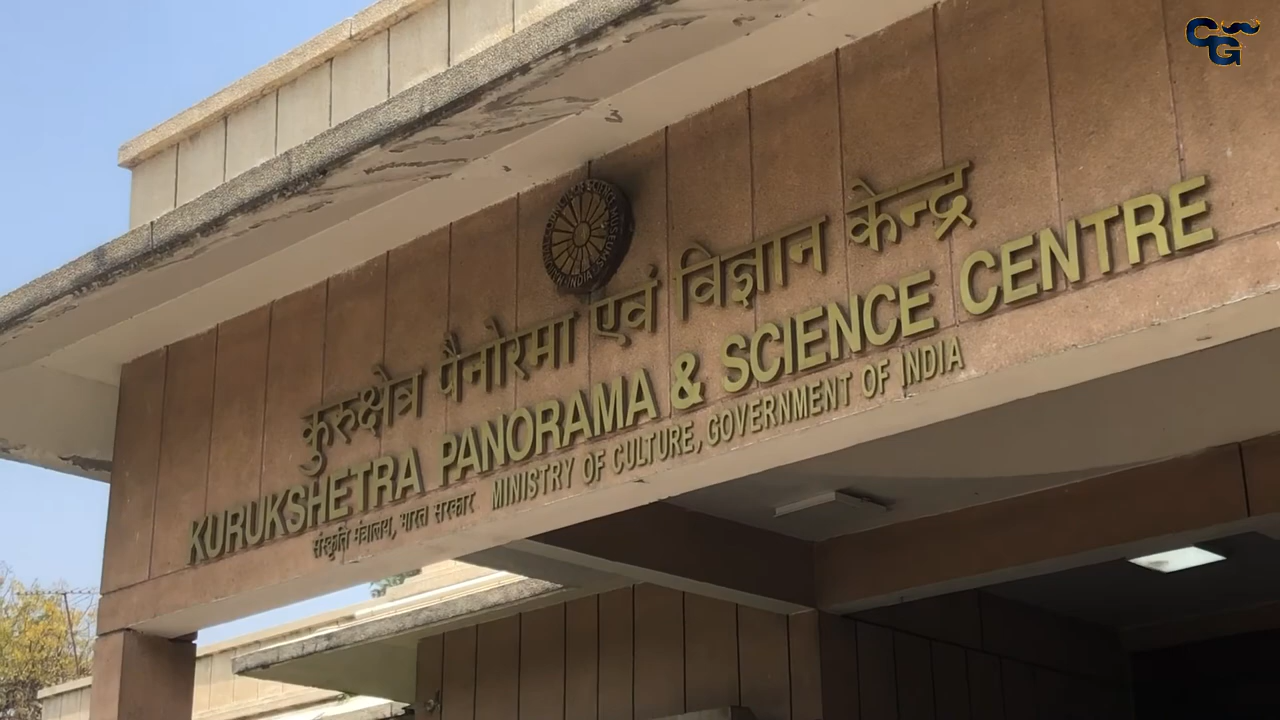 CG
कुरुक्षेत्र पैनोरमा एवं विज्ञान केन्द्र
KURUKSHETRA PANORAMA & SCIENCE CENTRE
संस्कृति मंत्रालय, भारत सरकार MINISTRY OF CULTURE, GOVERNMENT OF INDIA